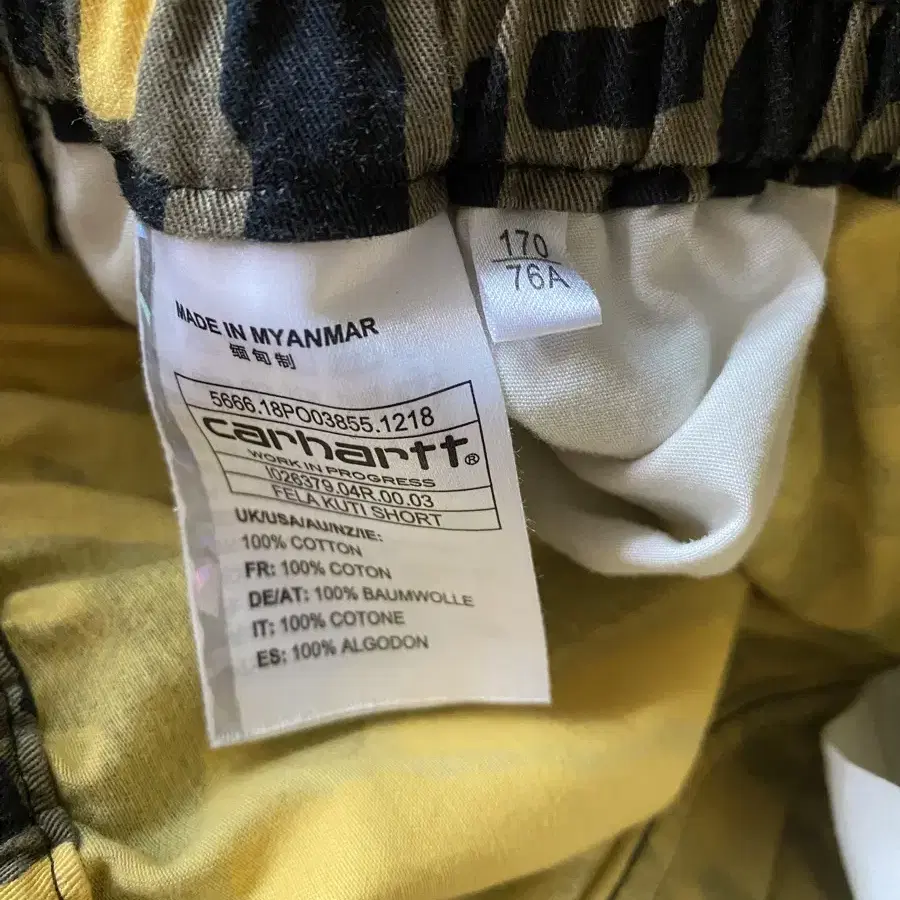 170
76A
MADE IN MYANMAR
缅甸制
5666.18PO03855.1218
carhartt®
WORK IN PROGRESS
I026379.04R.00.03
FELA KUTI SHORT
UK/USA/AU/NZ/IE:
100% COTTON
FR: 100% COTON
DE/AT: 100% BAUMWOLLE
IT: 100% COTONE
ES: 100% ALGODON